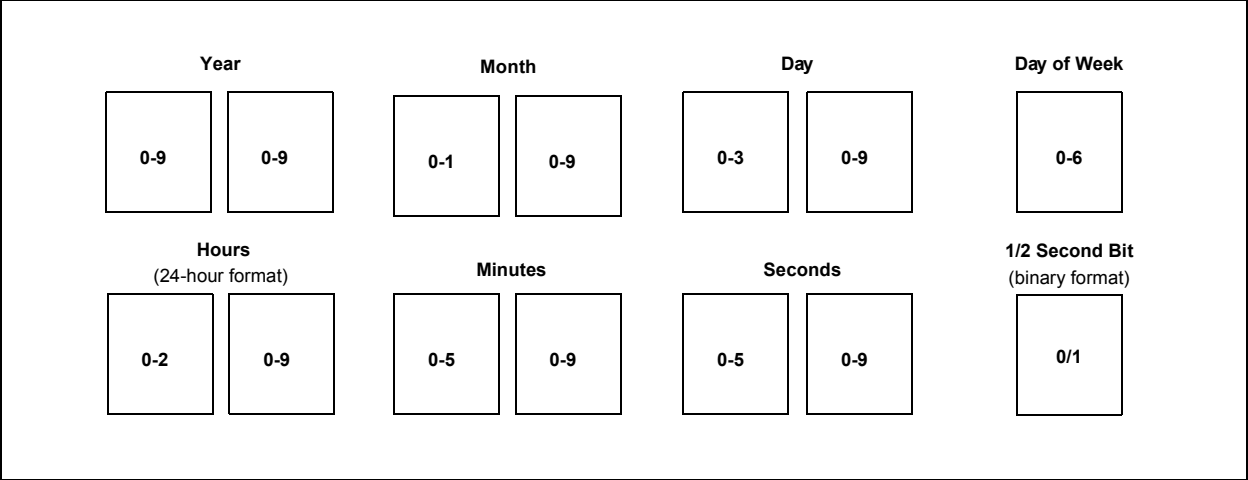 Year
Month
Day
Day of Week
0-9
0-9
0-1
0-9
0-3
0-9
0-6
Hours
(24-hour format)
Minutes
Seconds
1/2 Second Bit
(binary format)
0-2
0-9
0-5
0-9
0-5
0-9
0/1